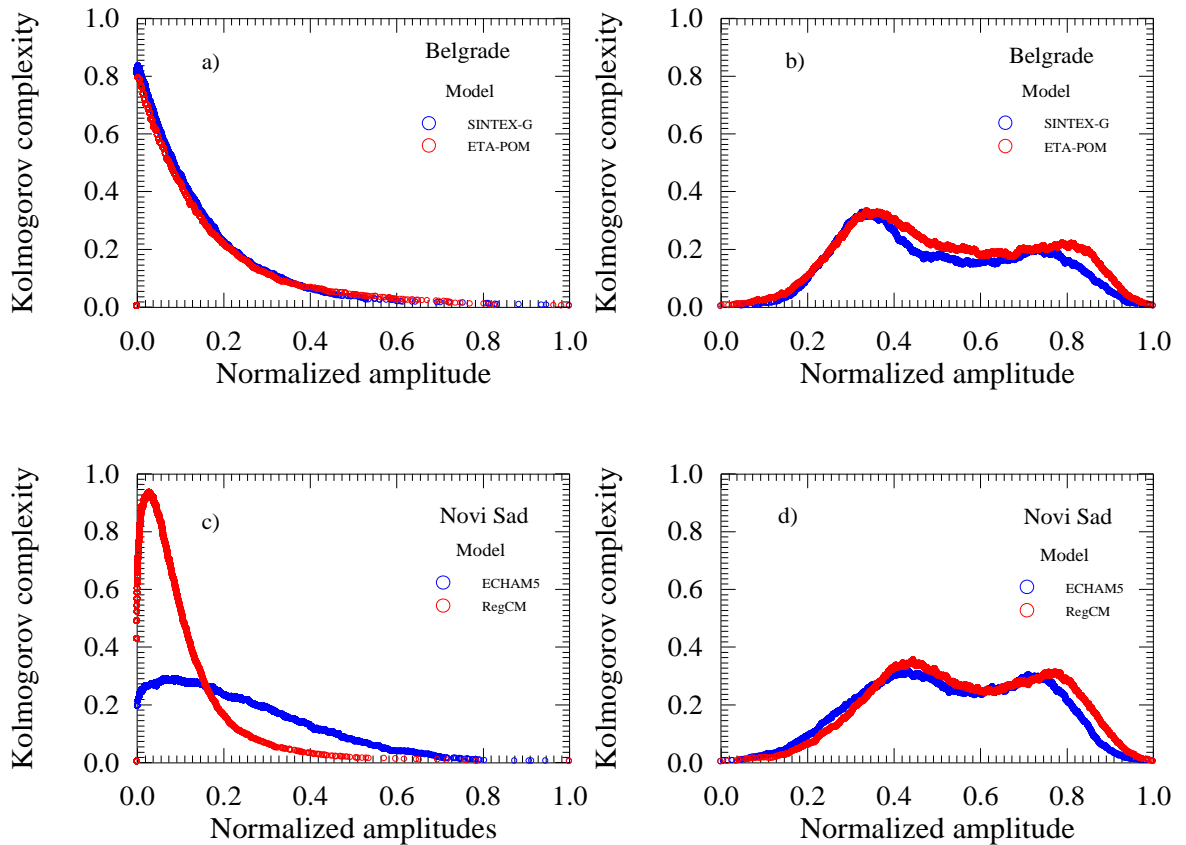 Kolmogorov complexity
1.0
0.8
0.6
0.4
0.2
0.0
a)
Belgrade
Model
SINTEX-G
ETA-POM
0.0 0.2 0.4 0.6 0.8 1.0
Normalized amplitude
Kolmogorov complexity
1.0
0.8
0.6
0.4
0.2
0.0
b)
Belgrade
Model
SINTEX-G
ETA-POM
0.0 0.2 0.4 0.6 0.8 1.0
Normalized amplitude
Kolmogorov complexity
1.0
0.8
0.6
0.4
0.2
0.0
c)
Novi Sad
Model
ECHAM5
RegCM
0.0 0.2 0.4 0.6 0.8 1.0
Normalized amplitudes
Kolmogorov complexity
1.0
0.8
0.6
0.4
0.2
0.0
d)
Novi Sad
Model
ECHAM5
RegCM
0.0 0.2 0.4 0.6 0.8 1.0
Normalized amplitude